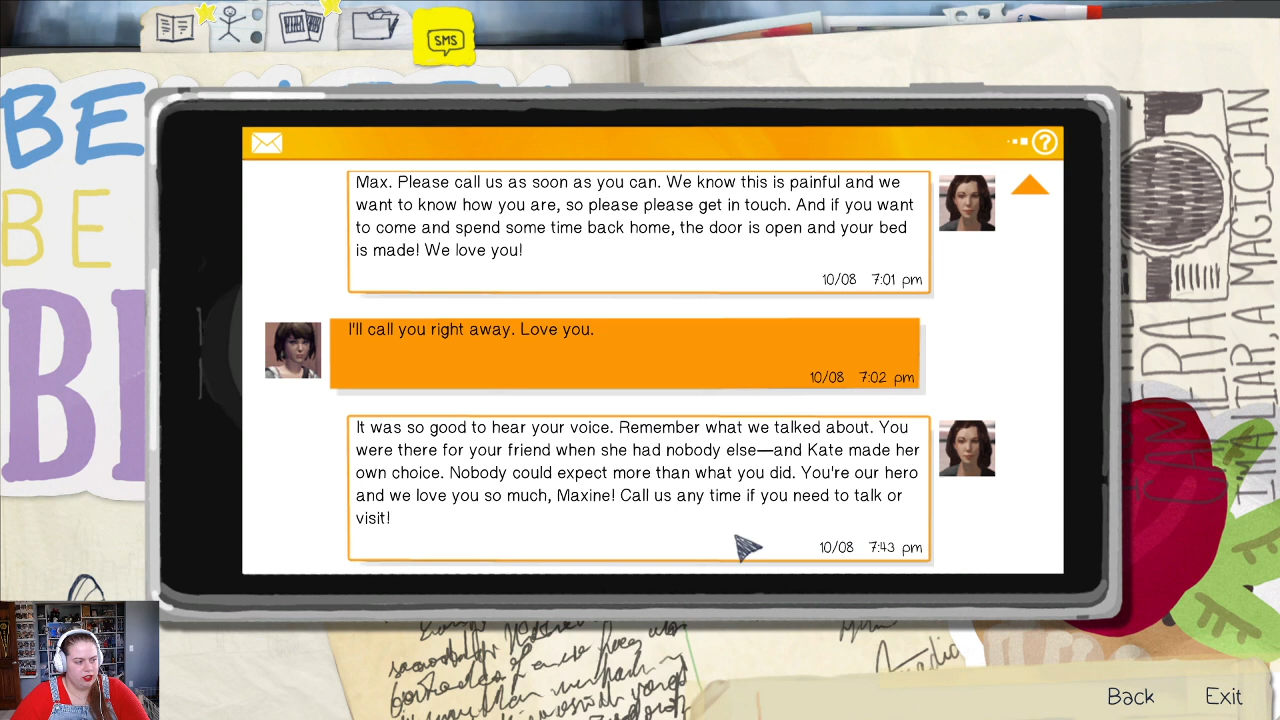 SMS
BE
BE
Max. Please call us as soon as you can. We know this is painful and we
want to know how you are, so please please get in touch. And if you want
to come and spend some time back home, the door is open and your bed
is made! We love you!
10/08 7:01 pm
I'll call you right away. Love you.
10/08 7:02 pm
It was so good to hear your voice. Remember what we talked about. You
were there for your friend when she had nobody else—and Kate made her
own choice. Nobody could expect more than what you did. You're our hero
and we love you so much, Maxine! Call us any time if you need to talk or
visit!
10/08 7:43 pm
CAMERA
A MAGICIAN
Back Exit